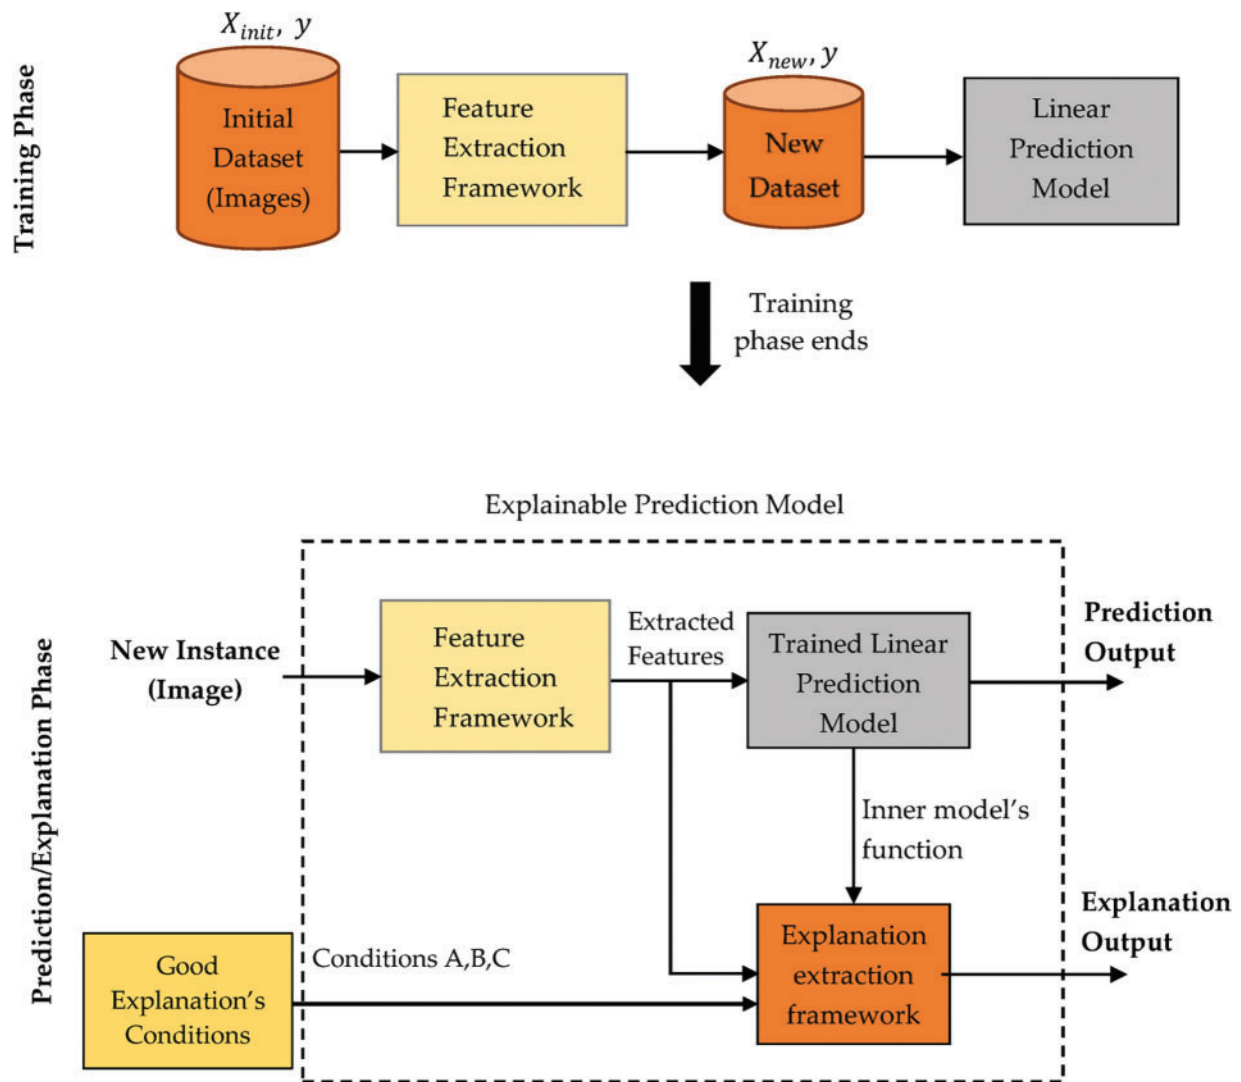 Training Phase
X_init, y
Initial
Dataset
(Images)
Feature
Extraction
Framework
X_new, y
New
Dataset
Linear
Prediction
Model
Training
phase ends
Prediction/Explanation Phase
Explainable Prediction Model
New Instance
(Image)
Feature
Extraction
Framework
Extracted
Features
Trained Linear
Prediction
Model
Prediction
Output
Inner model's
function
Good
Explanation's
Conditions
Conditions A,B,C
Explanation
extraction
framework
Explanation
Output